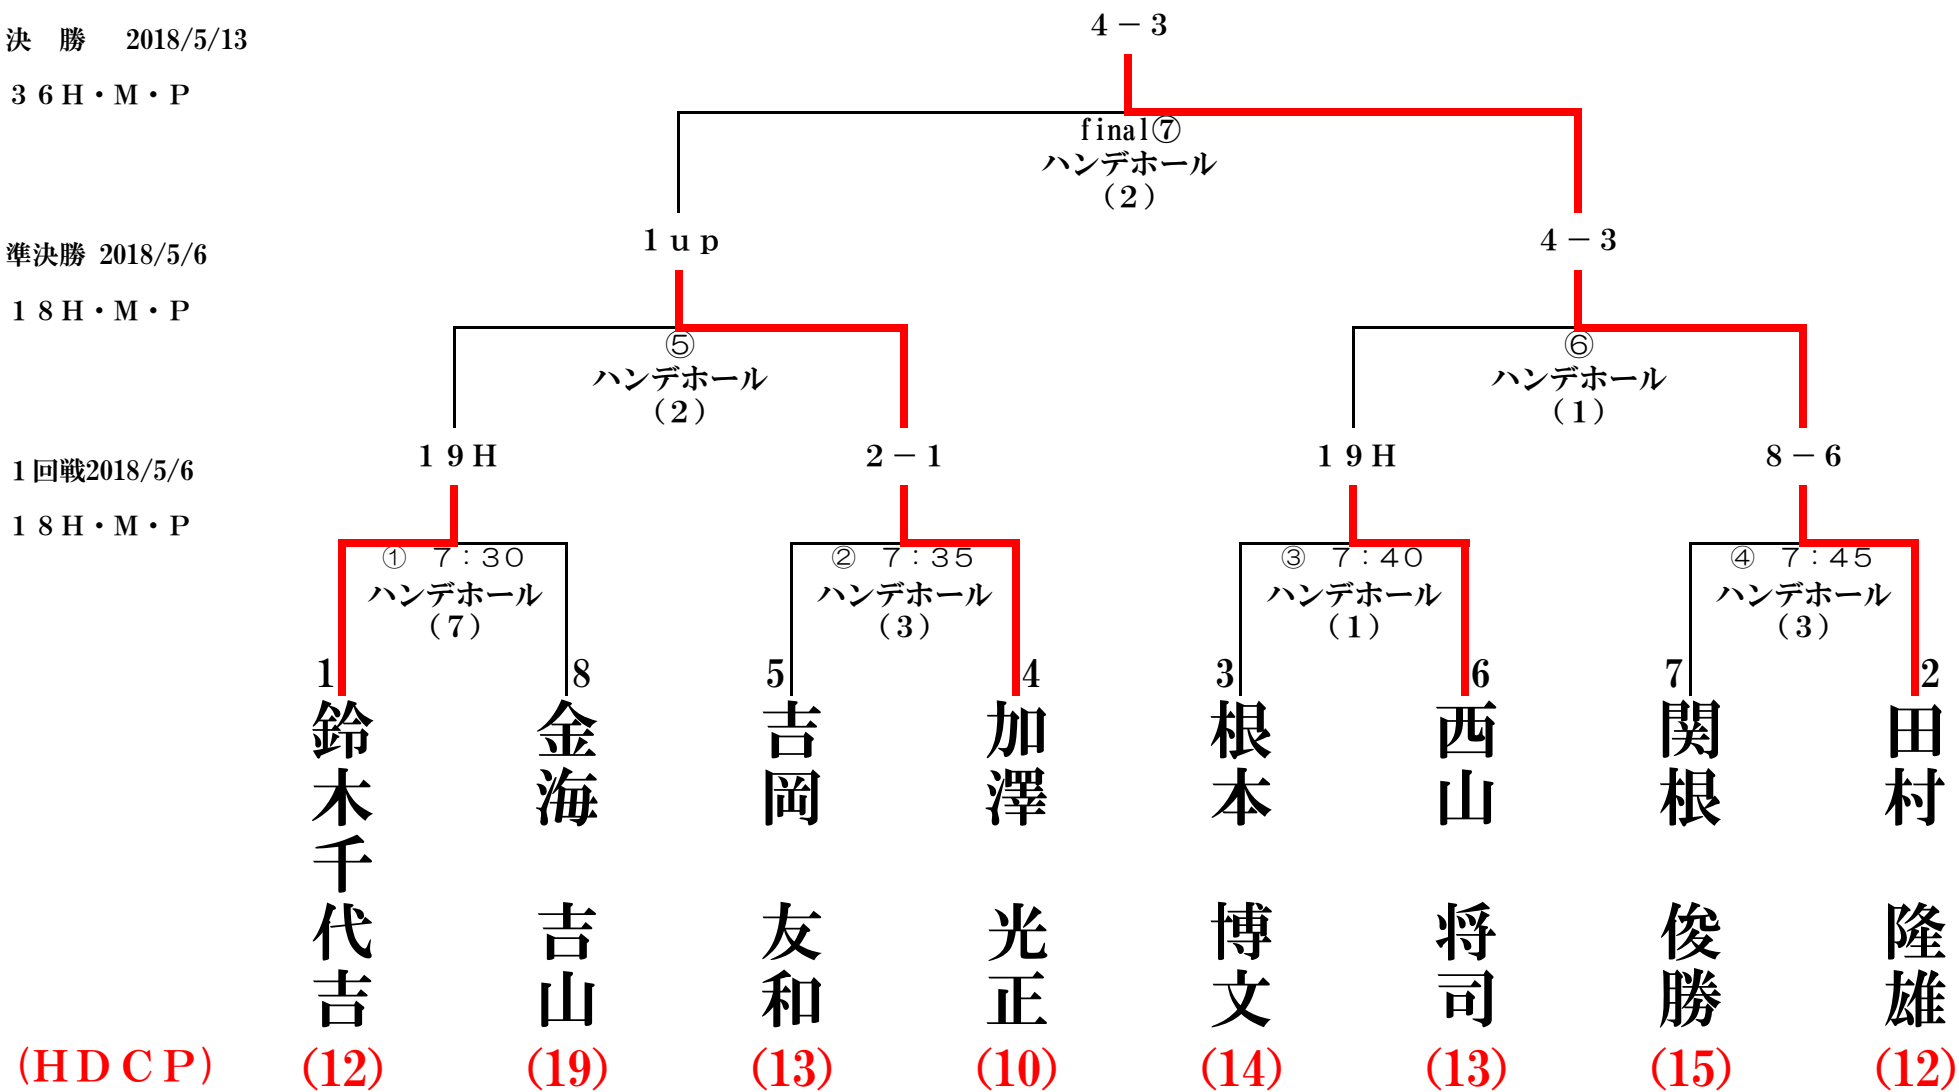 4－3
決　勝　2018/5/13
36H・M・P
final⑦
ハンデホール
(2)
1up
4－3
準決勝 2018/5/6
18H・M・P
⑤
ハンデホール
(2)
⑥
ハンデホール
(1)
19H
2－1
19H
8－6
1回戦2018/5/6
18H・M・P
①　7：30
ハンデホール
(7)
②　7：35
ハンデホール
(3)
③　7：40
ハンデホール
(1)
④　7：45
ハンデホール
(3)
1
8
5
4
3
6
7
2
鈴木千代吉
金海　吉山
吉岡　友和
加澤　光正
根本　博文
西山　将司
関根　俊勝
田村　隆雄
(HDCP)
(12)
(19)
(13)
(10)
(14)
(13)
(15)
(12)